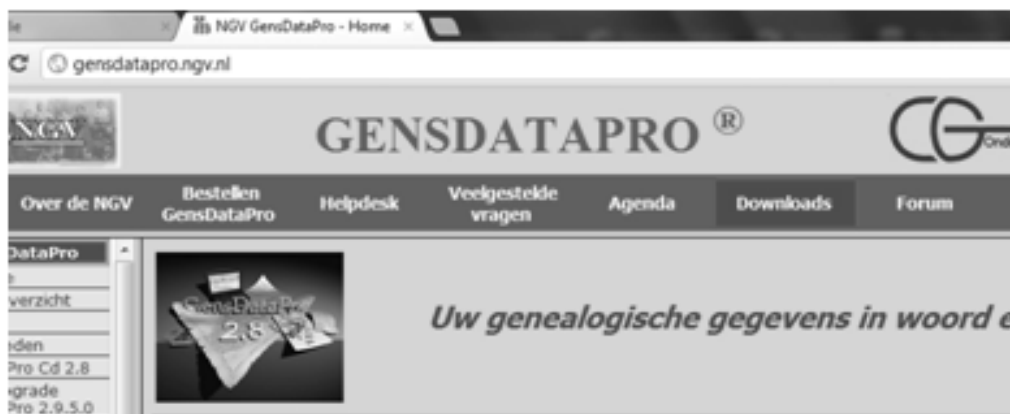 NGV GensDataPro - Home
gensdatapro.ngv.nl
NGV
GENSDATAPRO ®
CG
Over de NGV
Bestellen
GensDataPro
Helpdesk
Veelgestelde
vragen
Agenda
Downloads
Forum
DataPro
verzicht
eden
Pro Cd 2.8
pgrade
Pro 2.9.5.0
GensDataPro
2.8
Uw genealogische gegevens in woord e